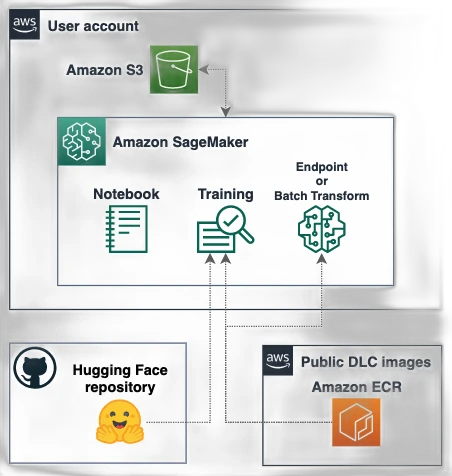 aws
User account
Amazon S3
Amazon SageMaker
Notebook
Training
Endpoint
or
Batch Transform
Hugging Face
repository
aws
Public DLC images
Amazon ECR